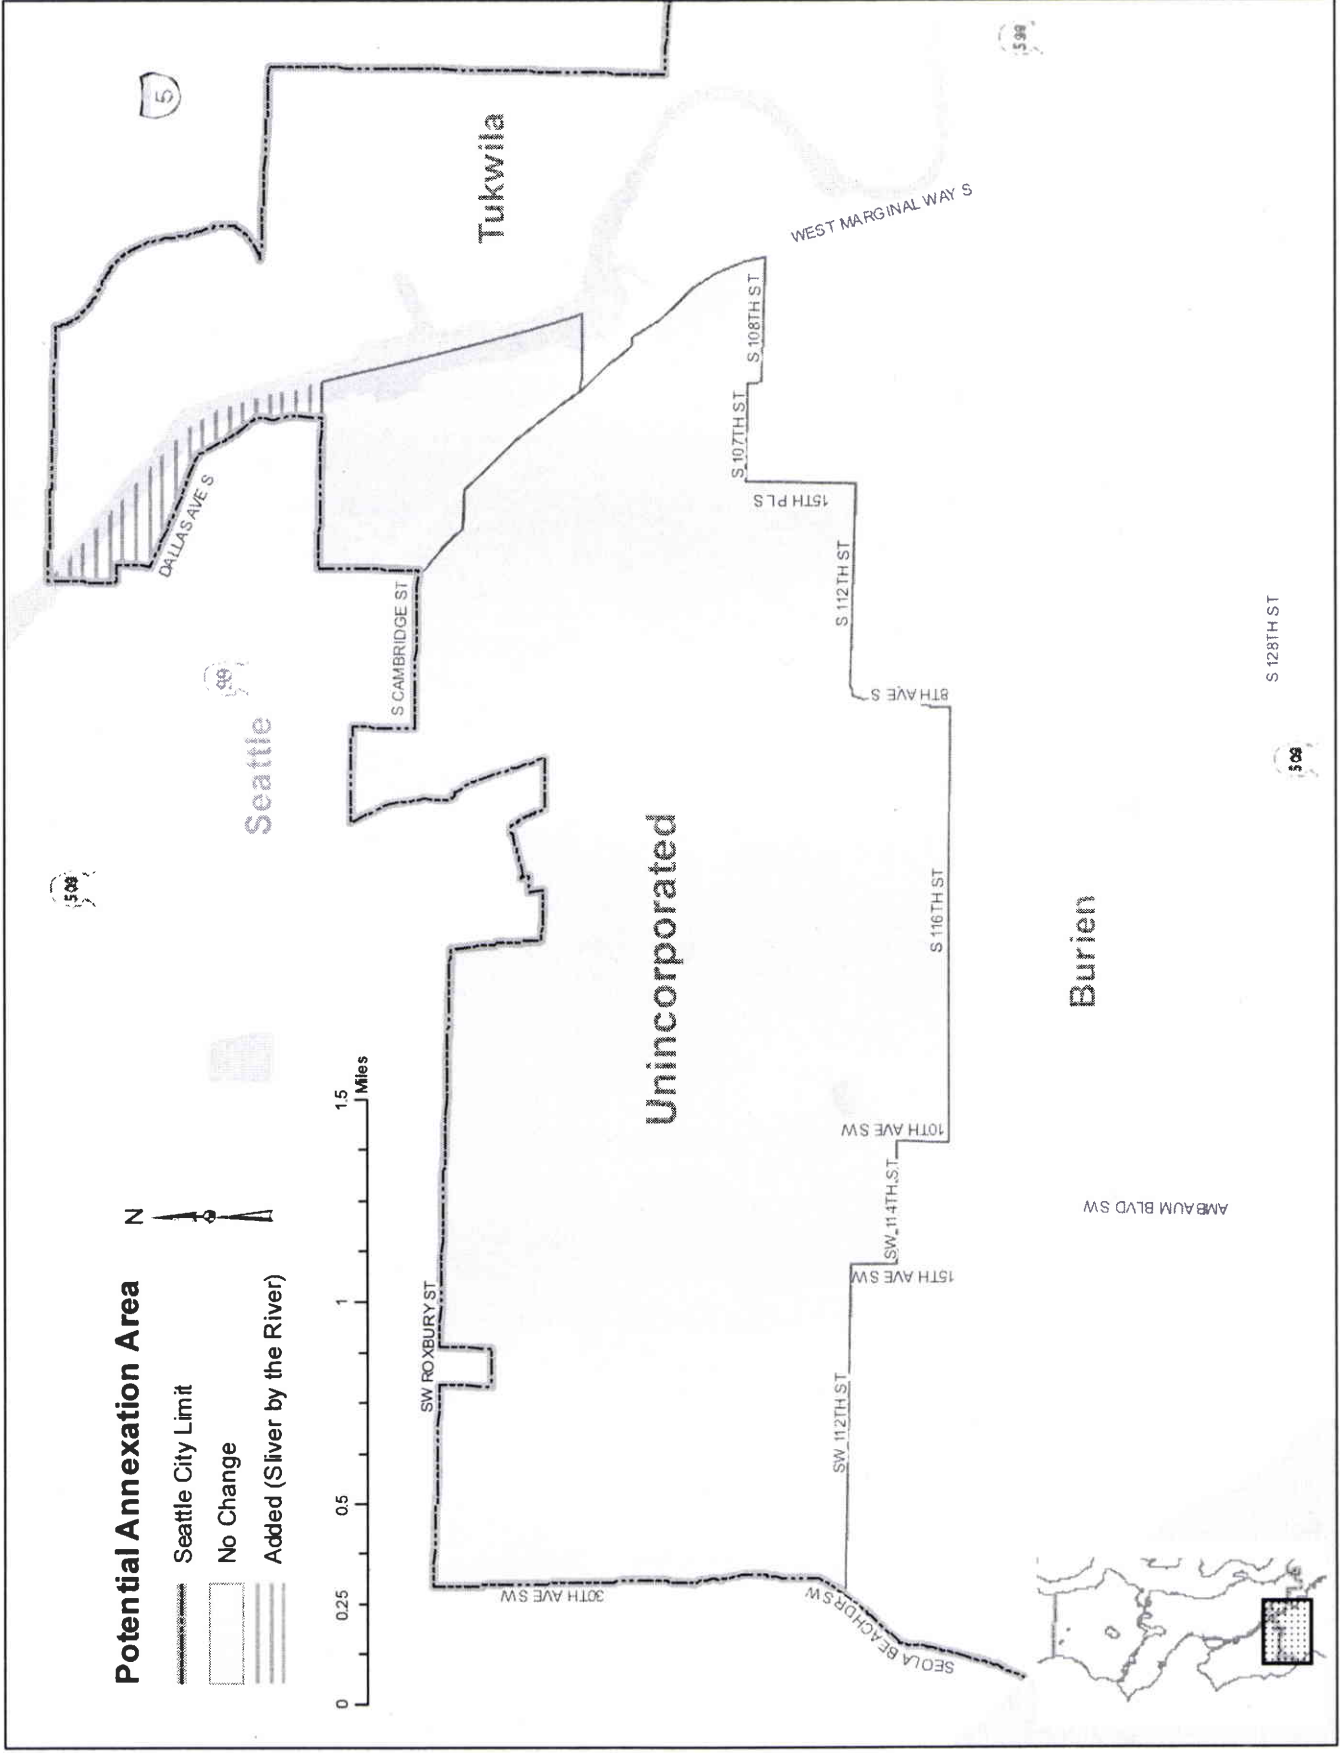 Potential Annexation Area
Seattle City Limit
No Change
Added (Sliver by the River)
N
0
0.25
0.5
1
1.5
Miles
509
Seattle
99
5
Tukwila
DALLAS AVE S
S CAMBRIDGE ST
SW ROXBURY ST
30TH AVE SW
SEOLA BEACH DR SW
SW 112TH ST
15TH AVE SW
SW 114TH ST
10TH AVE SW
Unincorporated
S 116TH ST
8TH AVE S
S 112TH ST
15TH PL S
S 107TH ST
S 108TH ST
WEST MARGINAL WAY S
599
Burien
AMBAUM BLVD SW
509
S 128TH ST